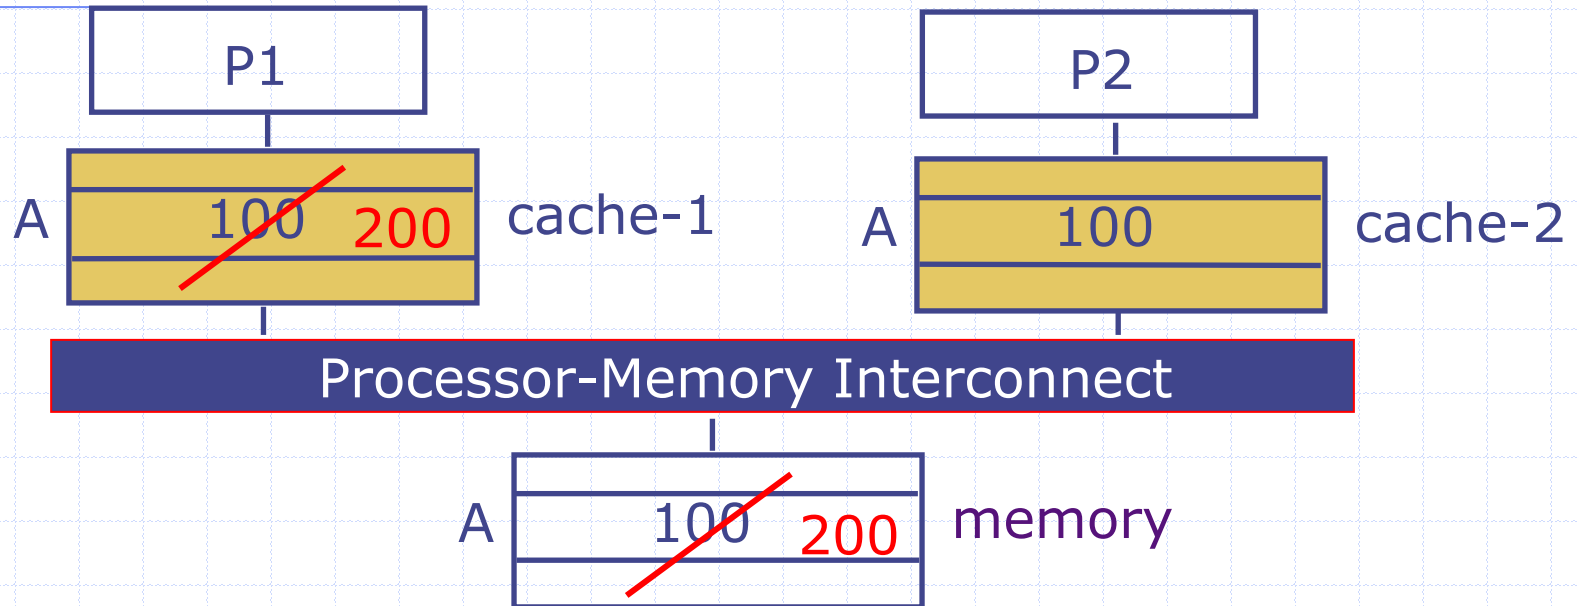 P1
P2
A 100 200 cache-1
A 100 cache-2
Processor-Memory Interconnect
A 100 200 memory